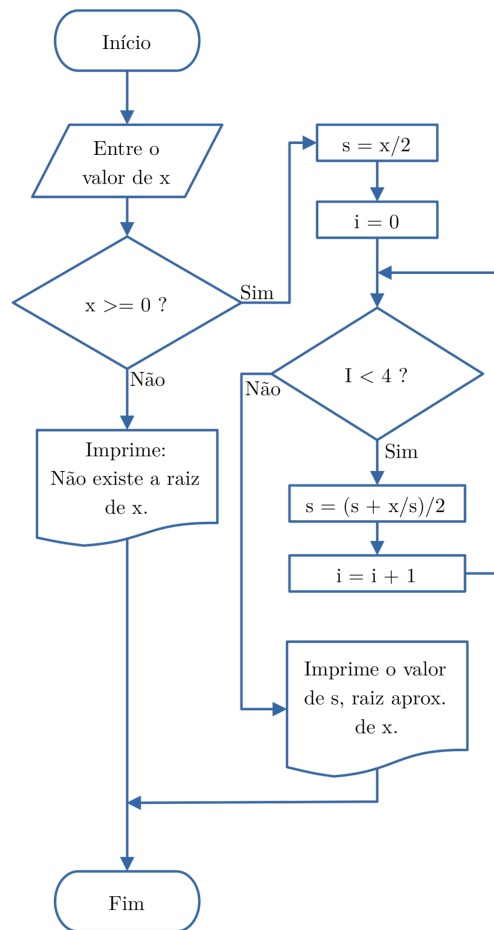 Início
Entre o
valor de x
x >= 0 ?
Sim
Não
Imprime:
Não existe a raiz
de x.
s = x/2
i = 0
I < 4 ?
Não
Sim
s = (s + x/s)/2
i = i + 1
Imprime o valor
de s, raiz aprox.
de x.
Fim